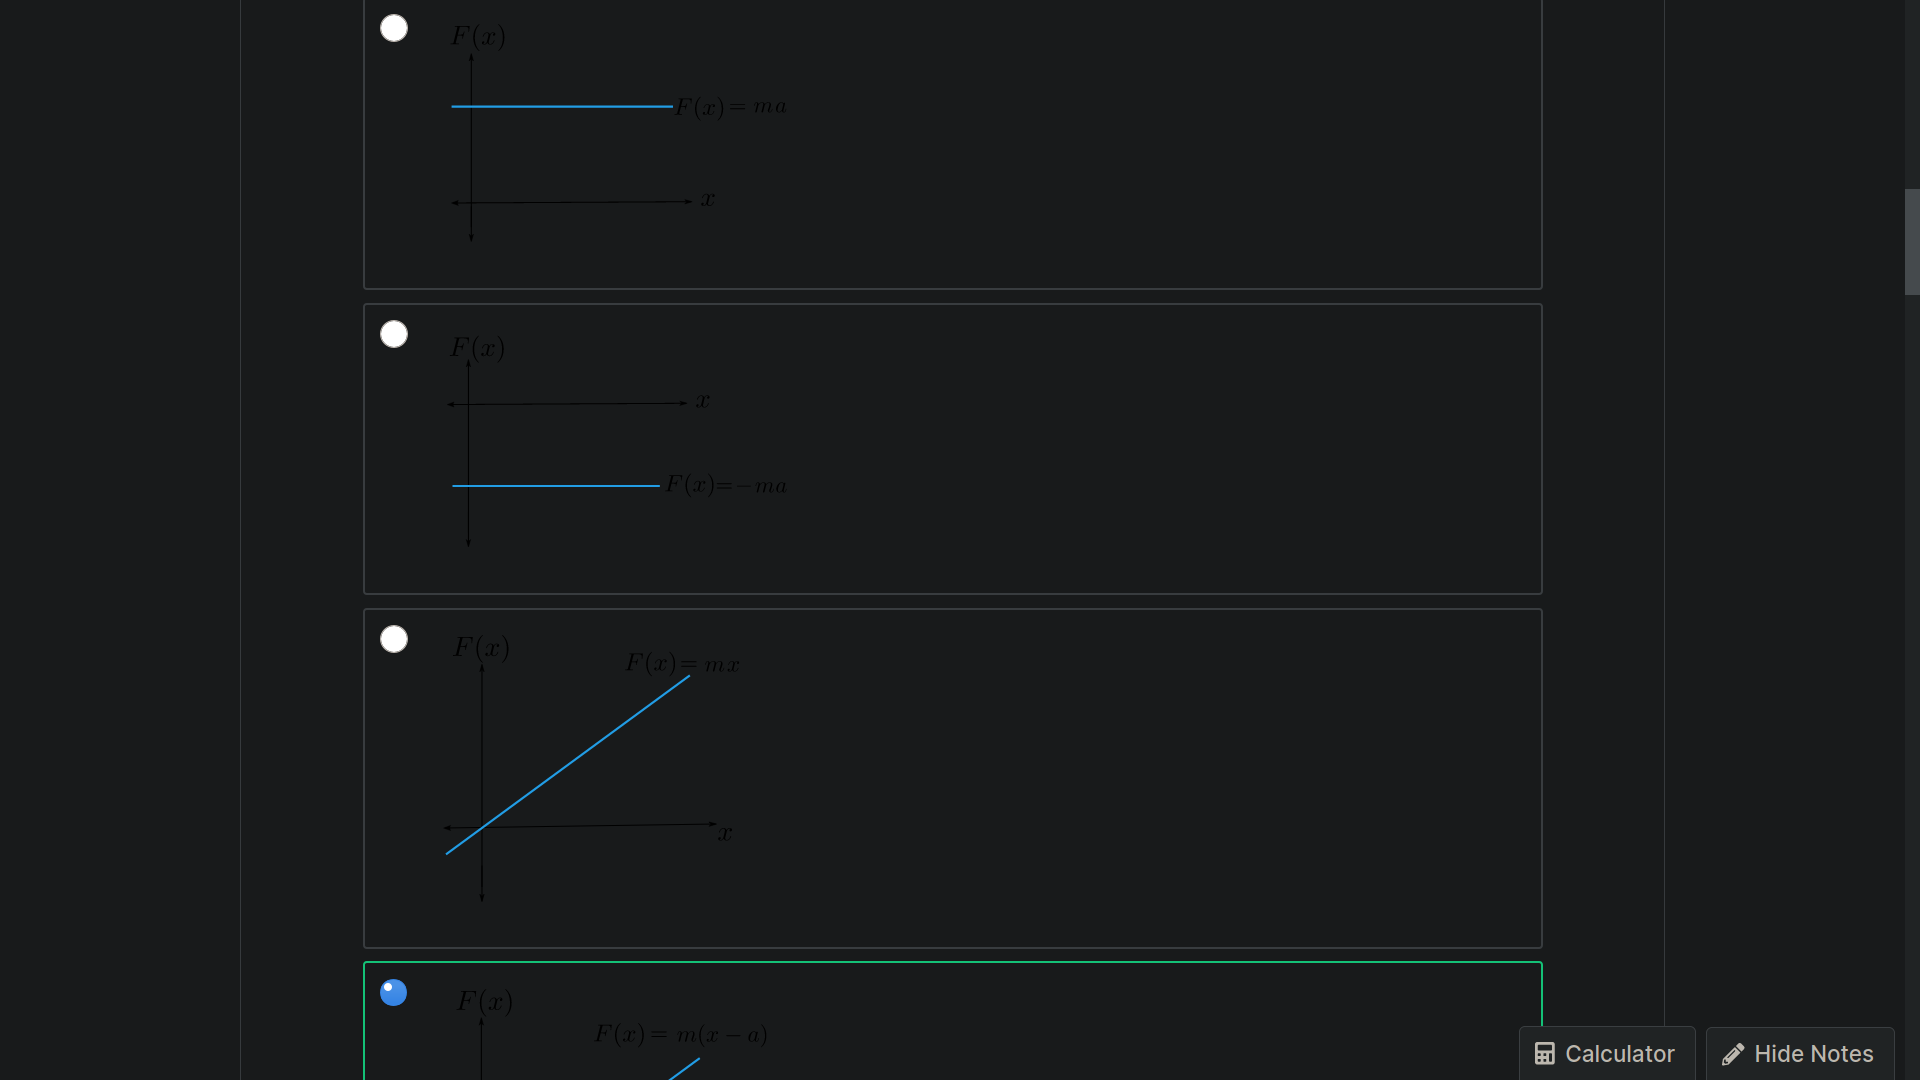 F(x)
F(x) = ma
x
F(x)
x
F(x)=−ma
F(x)
F(x) = mx
x
F(x)
F(x) = m(x − a)
Calculator
Hide Notes